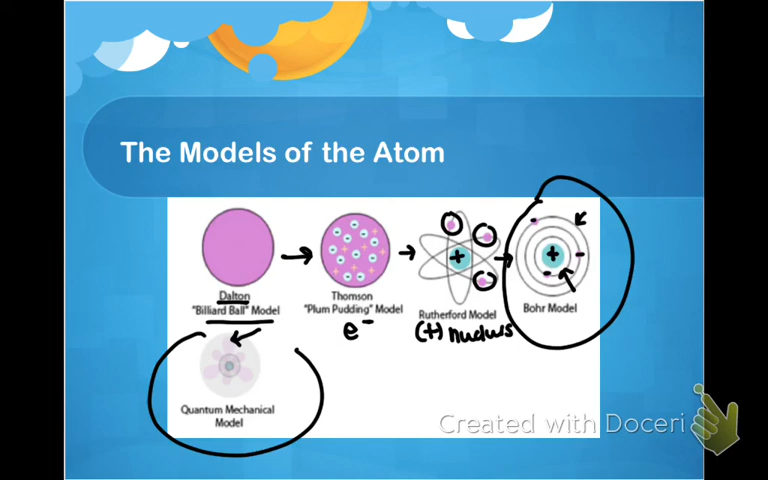 The Models of the Atom
Dalton
"Billiard Ball" Model
Thomson
"Plum Pudding" Model
Rutherford Model
Bohr Model
e⁻
(+) nucleus
Quantum Mechanical
Model
Created with Doceri